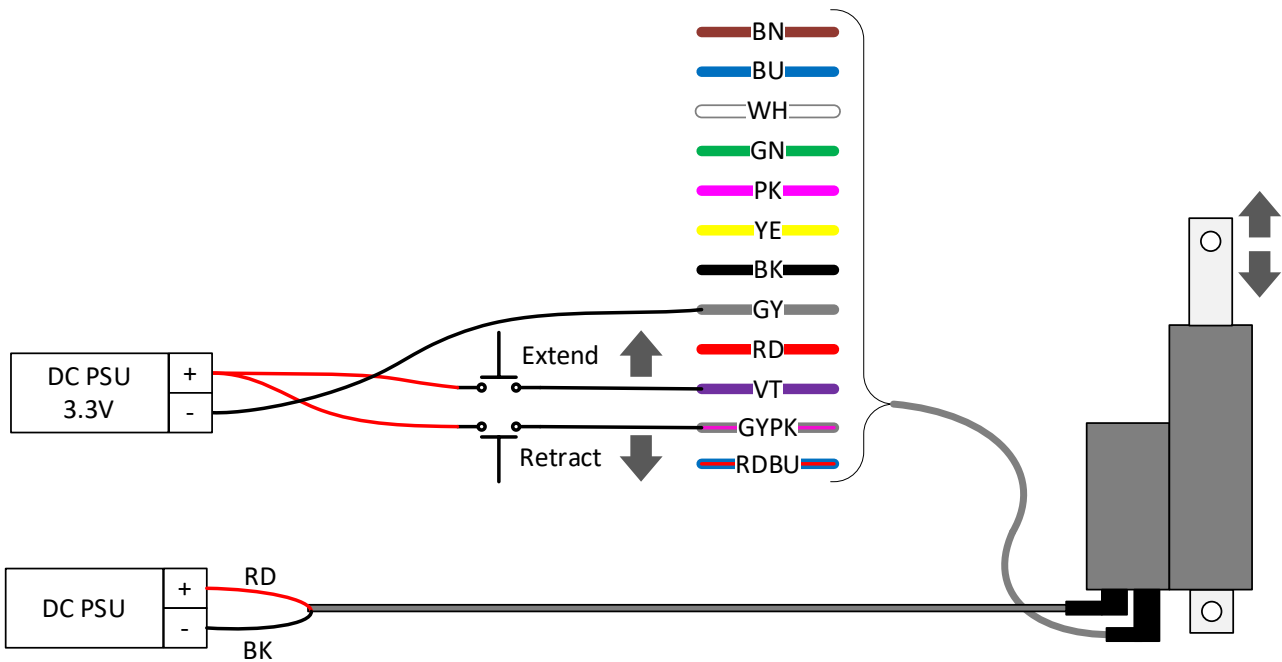 BN
BU
WH
GN
PK
YE
BK
GY
RD
VT
GYPK
RDBU
Extend
Retract
DC PSU
3.3V
+
-
DC PSU
+
-
RD
BK